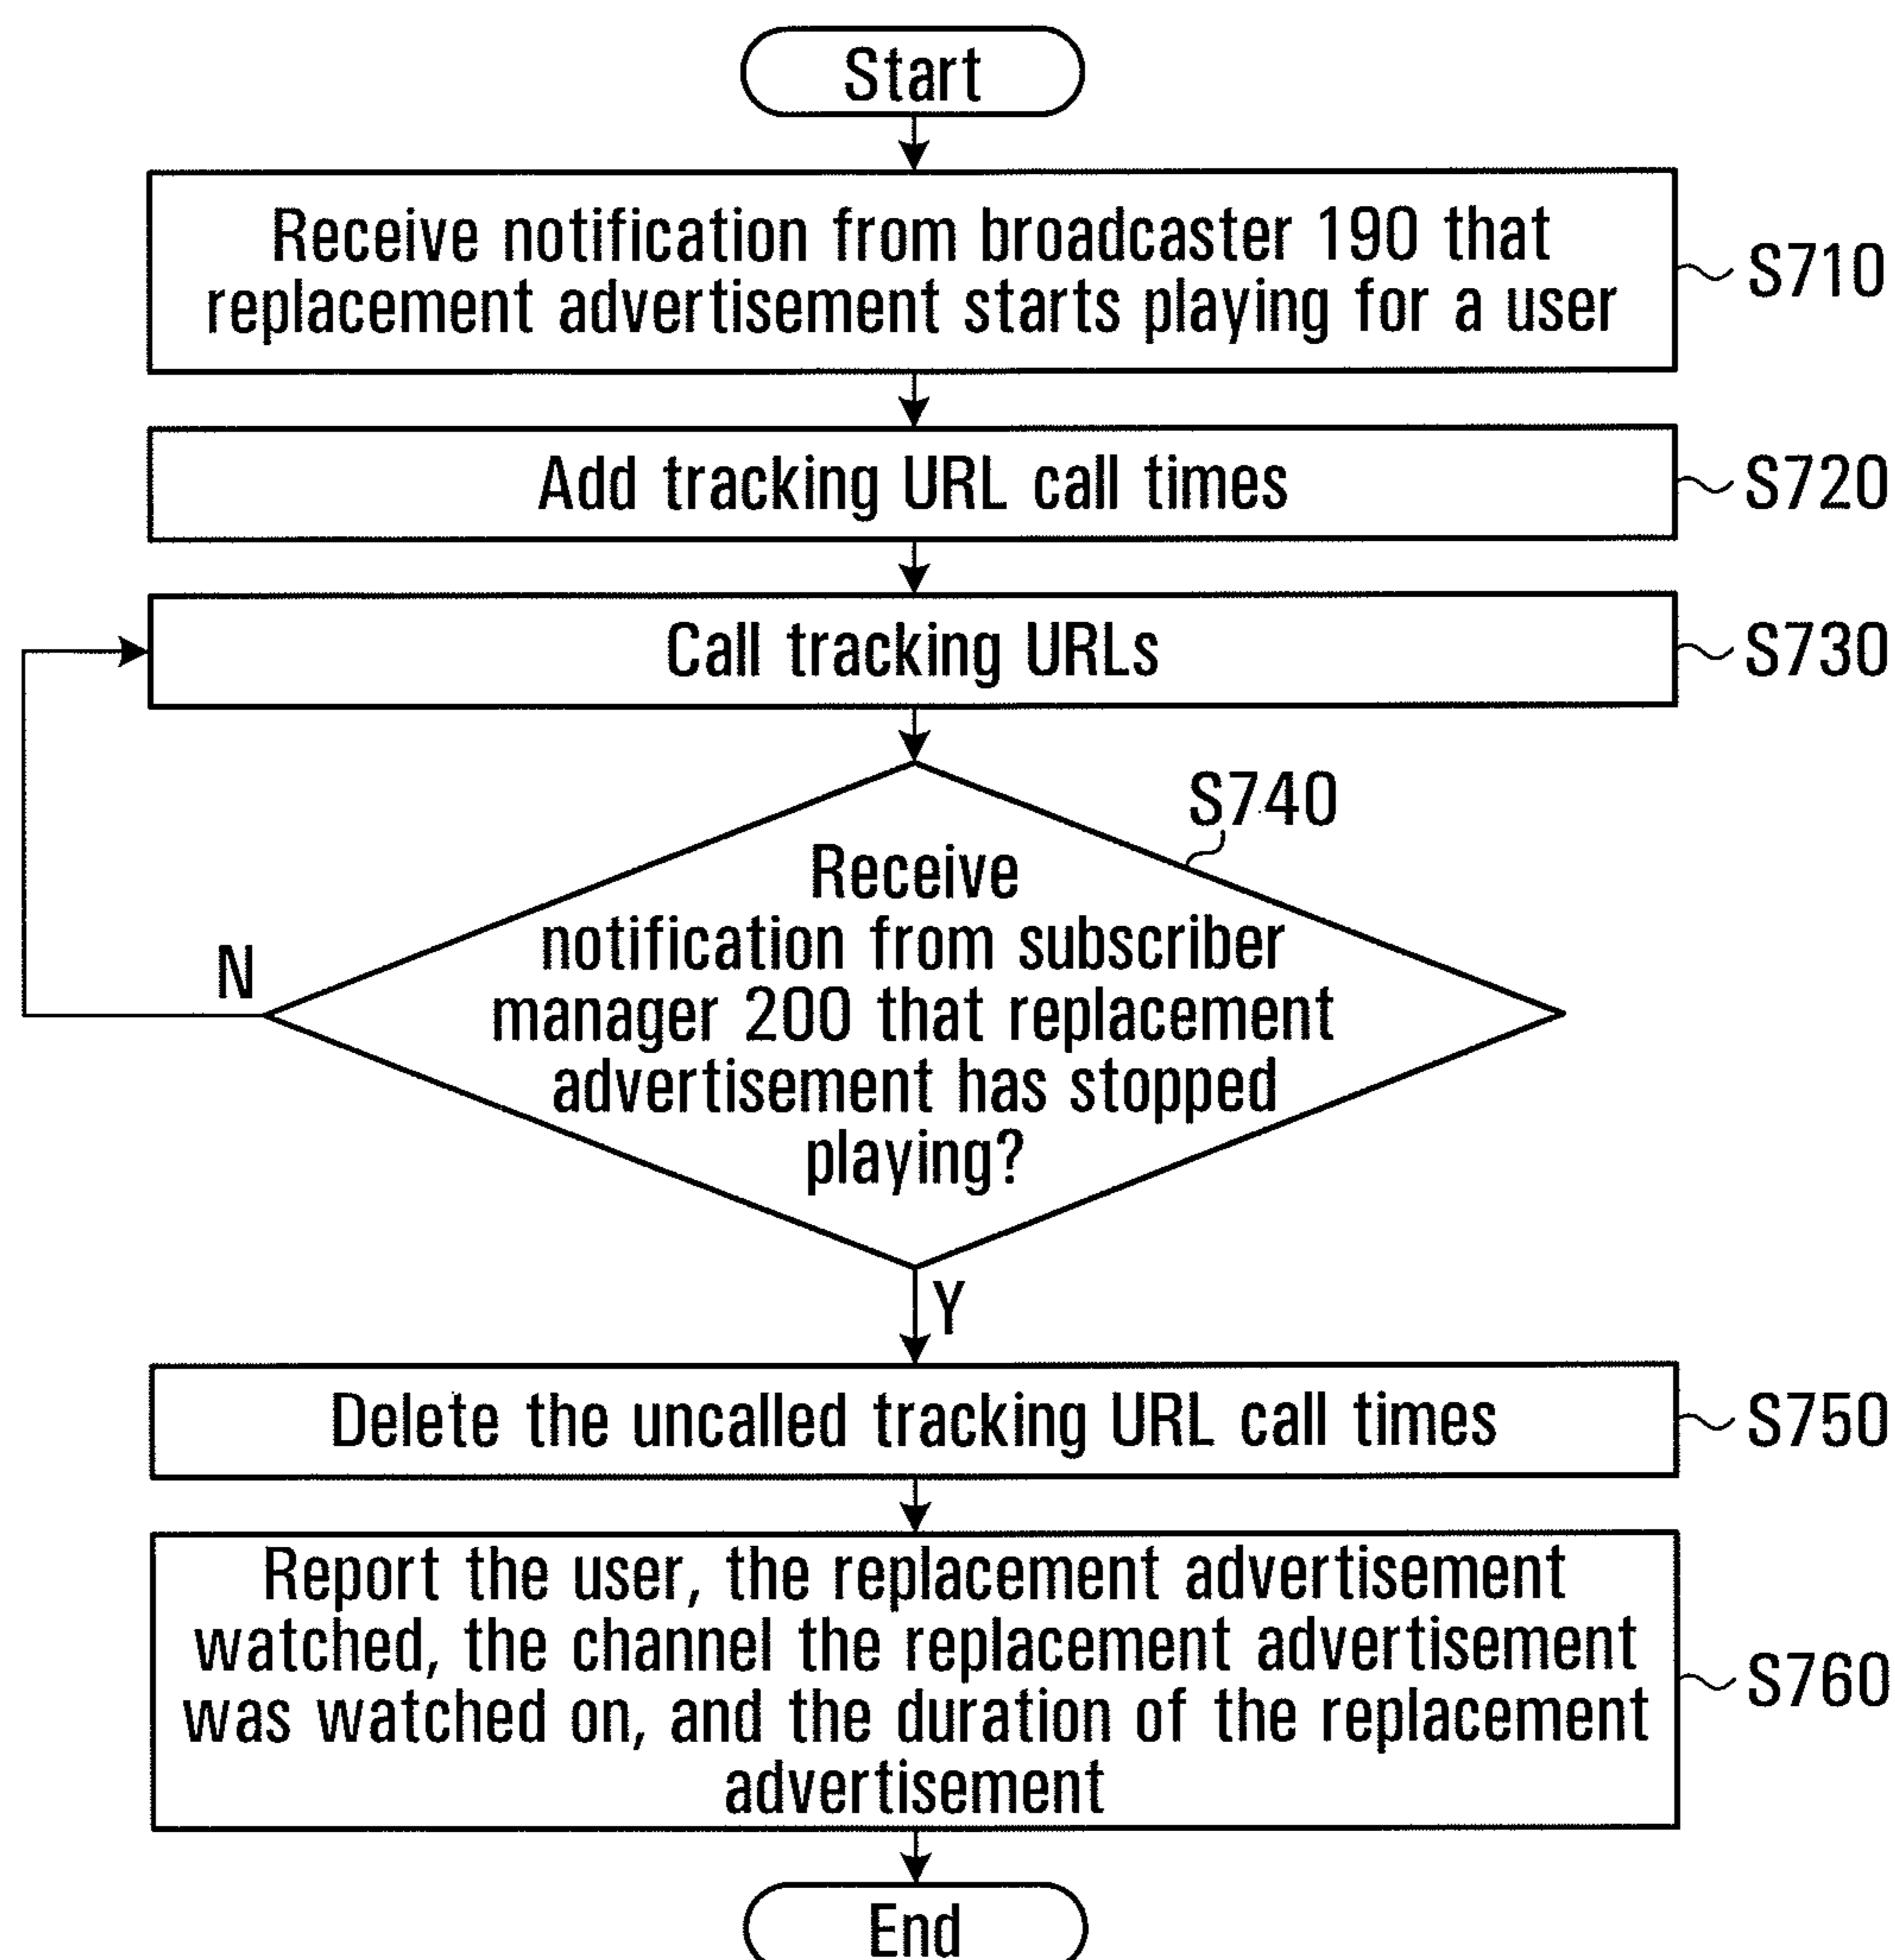 Start
Receive notification from broadcaster 190 that
replacement advertisement starts playing for a user
S710
Add tracking URL call times
S720
Call tracking URLs
S730
S740
Receive
notification from subscriber
manager 200 that replacement
advertisement has stopped
playing?
N
Y
Delete the uncalled tracking URL call times
S750
Report the user, the replacement advertisement
watched, the channel the replacement advertisement
was watched on, and the duration of the replacement
advertisement
S760
End